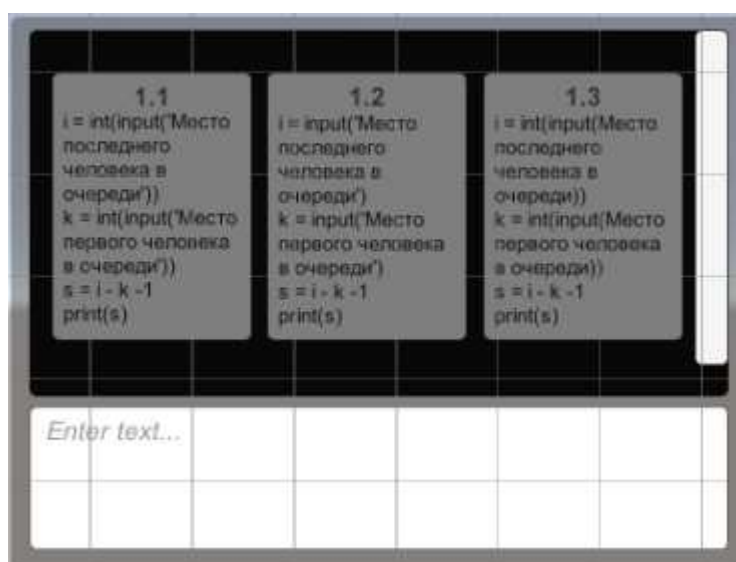 1.1
i = int(input('Место
последнего
человека в
очереди'))
k = int(input('Место
первого человека
в очереди'))
s = i - k -1
print(s)
1.2
i = input('Место
последнего
человека в
очереди')
k = input('Место
первого человека
в очереди')
s = i - k -1
print(s)
1.3
i = int(input(Место
последнего
человека в
очереди))
k = int(input(Место
первого человека
в очереди))
s = i - k -1
print(s)
Enter text...